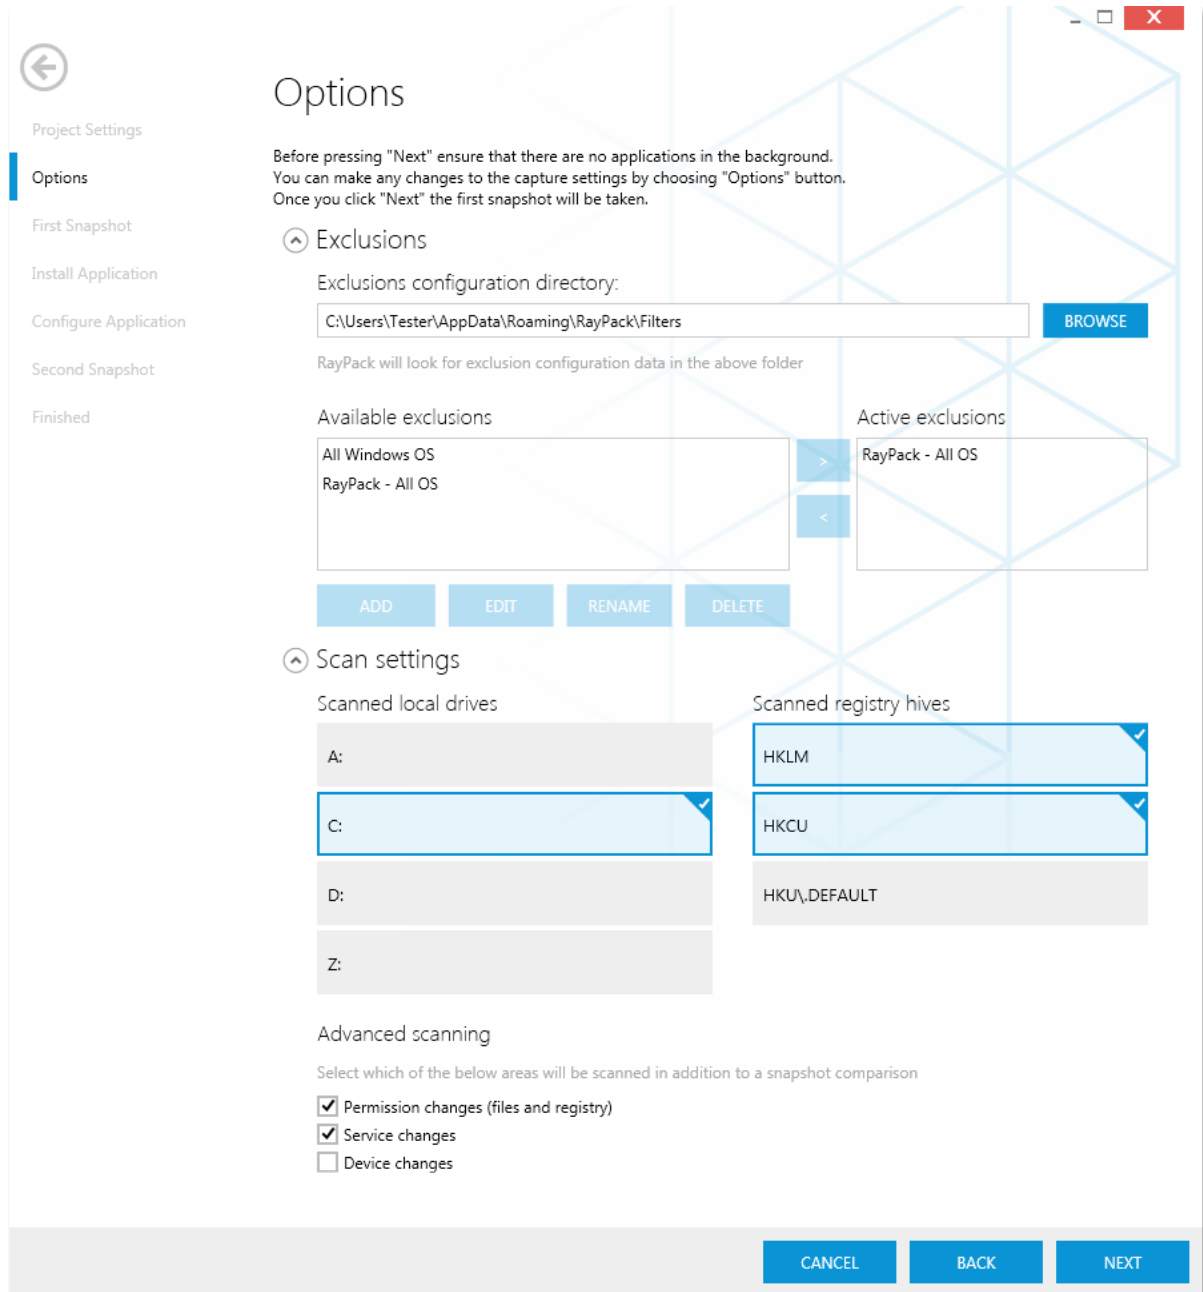 X
Options
Project Settings
Options
First Snapshot
Install Application
Configure Application
Second Snapshot
Finished
Before pressing "Next" ensure that there are no applications in the background.
You can make any changes to the capture settings by choosing "Options" button.
Once you click "Next" the first snapshot will be taken.
Exclusions
Exclusions configuration directory:
C:\Users\Tester\AppData\Roaming\RayPack\Filters
BROWSE
RayPack will look for exclusion configuration data in the above folder
Available exclusions
All Windows OS
RayPack - All OS
>
<
Active exclusions
RayPack - All OS
ADD
EDIT
RENAME
DELETE
Scan settings
Scanned local drives
A:
C:
D:
Z:
Scanned registry hives
HKLM
HKCU
HKU\.DEFAULT
Advanced scanning
Select which of the below areas will be scanned in addition to a snapshot comparison
Permission changes (files and registry)
Service changes
Device changes
CANCEL
BACK
NEXT